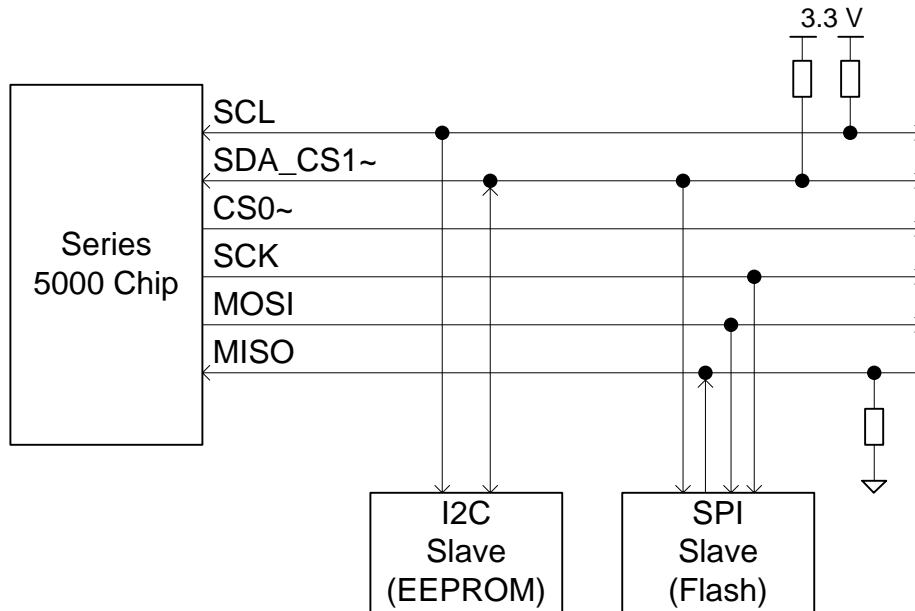 3.3 V
SCL
SDA_CS1~
CS0~
SCK
MOSI
MISO
Series
5000 Chip
I2C
Slave
(EEPROM)
SPI
Slave
(Flash)